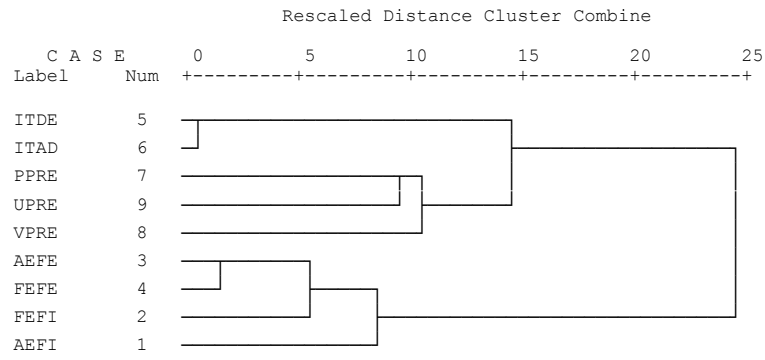 Rescaled Distance Cluster Combine
C A S E 0 5 10 15 20 25
Label Num +---------+---------+---------+---------+---------+
ITDE 5
ITAD 6
PPRE 7
UPRE 9
VPRE 8
AEFE 3
FEFE 4
FEFI 2
AEFI 1